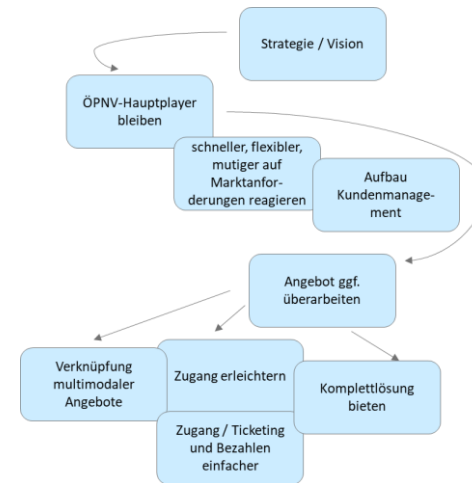 Strategie / Vision
ÖPNV-Hauptplayer
bleiben
schneller, flexibler,
mutiger auf
Marktanfor-
derungen reagieren
Aufbau
Kundenmanage-
ment
Angebot ggf.
überarbeiten
Verknüpfung
multimodaler
Angebote
Zugang erleichtern
Komplettlösung
bieten
Zugang / Ticketing
und Bezahlen
einfacher